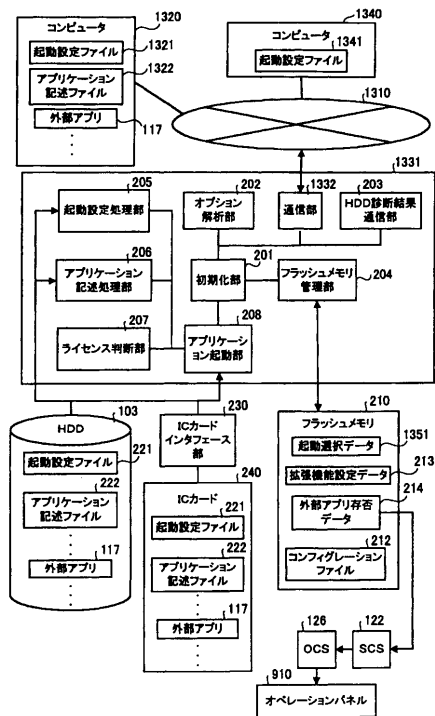 1320
コンピュータ
起動設定ファイル
1321
アプリケーション
記述ファイル
1322
外部アプリ
117
1340
コンピュータ
1341
起動設定ファイル
1310
1331
205
起動設定処理部
202
オプション
解析部
1332
通信部
203
HDD診断結果
通信部
206
アプリケーション
記述処理部
201
初期化部
204
フラッシュメモリ
管理部
207
ライセンス判断部
208
アプリケーション
起動部
103
HDD
起動設定ファイル
221
222
アプリケーション
記述ファイル
117
外部アプリ
230
ICカード
インタフェース
部
240
ICカード
221
起動設定ファイル
222
アプリケーション
記述ファイル
117
外部アプリ
210
フラッシュメモリ
起動選択データ
1351
拡張機能設定データ
213
外部アプリ存否
データ
214
212
コンフィグレーション
ファイル
126
OCS
122
SCS
910
オペレーションパネル